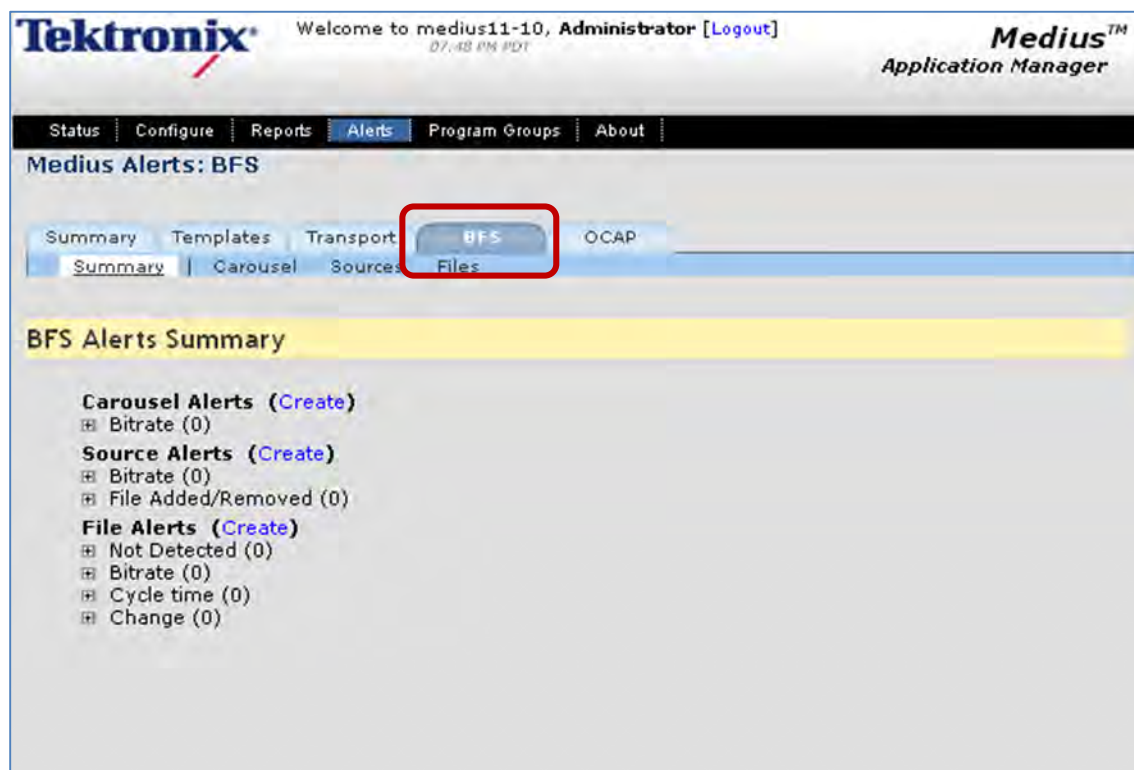 Tektronix
Welcome to medius11-10, Administrator [Logout]
07:48 PM PDT
Medius™
Application Manager
Status Configure Reports Alerts Program Groups About
Medius Alerts: BFS
Summary Templates Transport BFS OCAP
Summary | Carousel Sources Files
BFS Alerts Summary
Carousel Alerts (Create)
Bitrate (0)
Source Alerts (Create)
Bitrate (0)
File Added/Removed (0)
File Alerts (Create)
Not Detected (0)
Bitrate (0)
Cycle time (0)
Change (0)